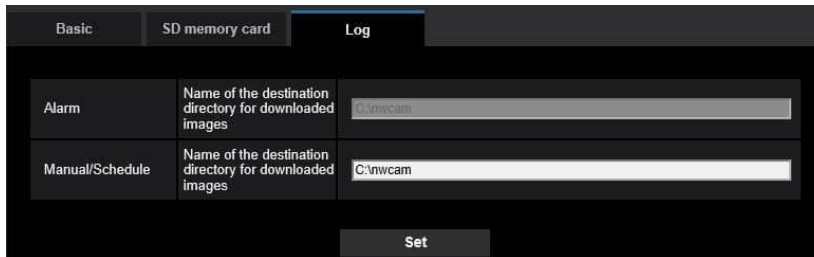 Basic
SD memory card
Log
Alarm
Name of the destination
directory for downloaded
images
C:\nwcam
Manual/Schedule
Name of the destination
directory for downloaded
images
C:\nwcam
Set